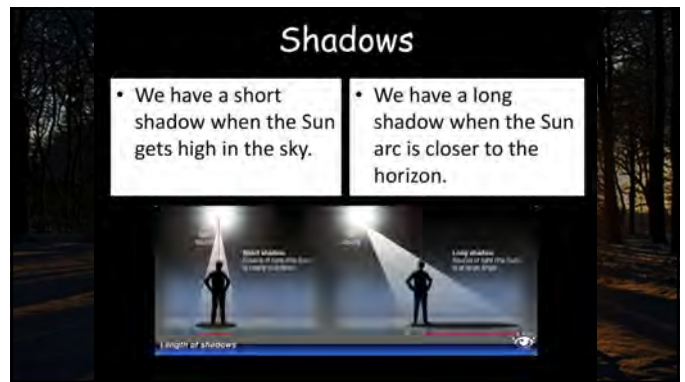 Shadows
• We have a short
shadow when the Sun
gets high in the sky.
• We have a long
shadow when the Sun
arc is closer to the
horizon.
Short shadow
Long shadow
Length of shadows